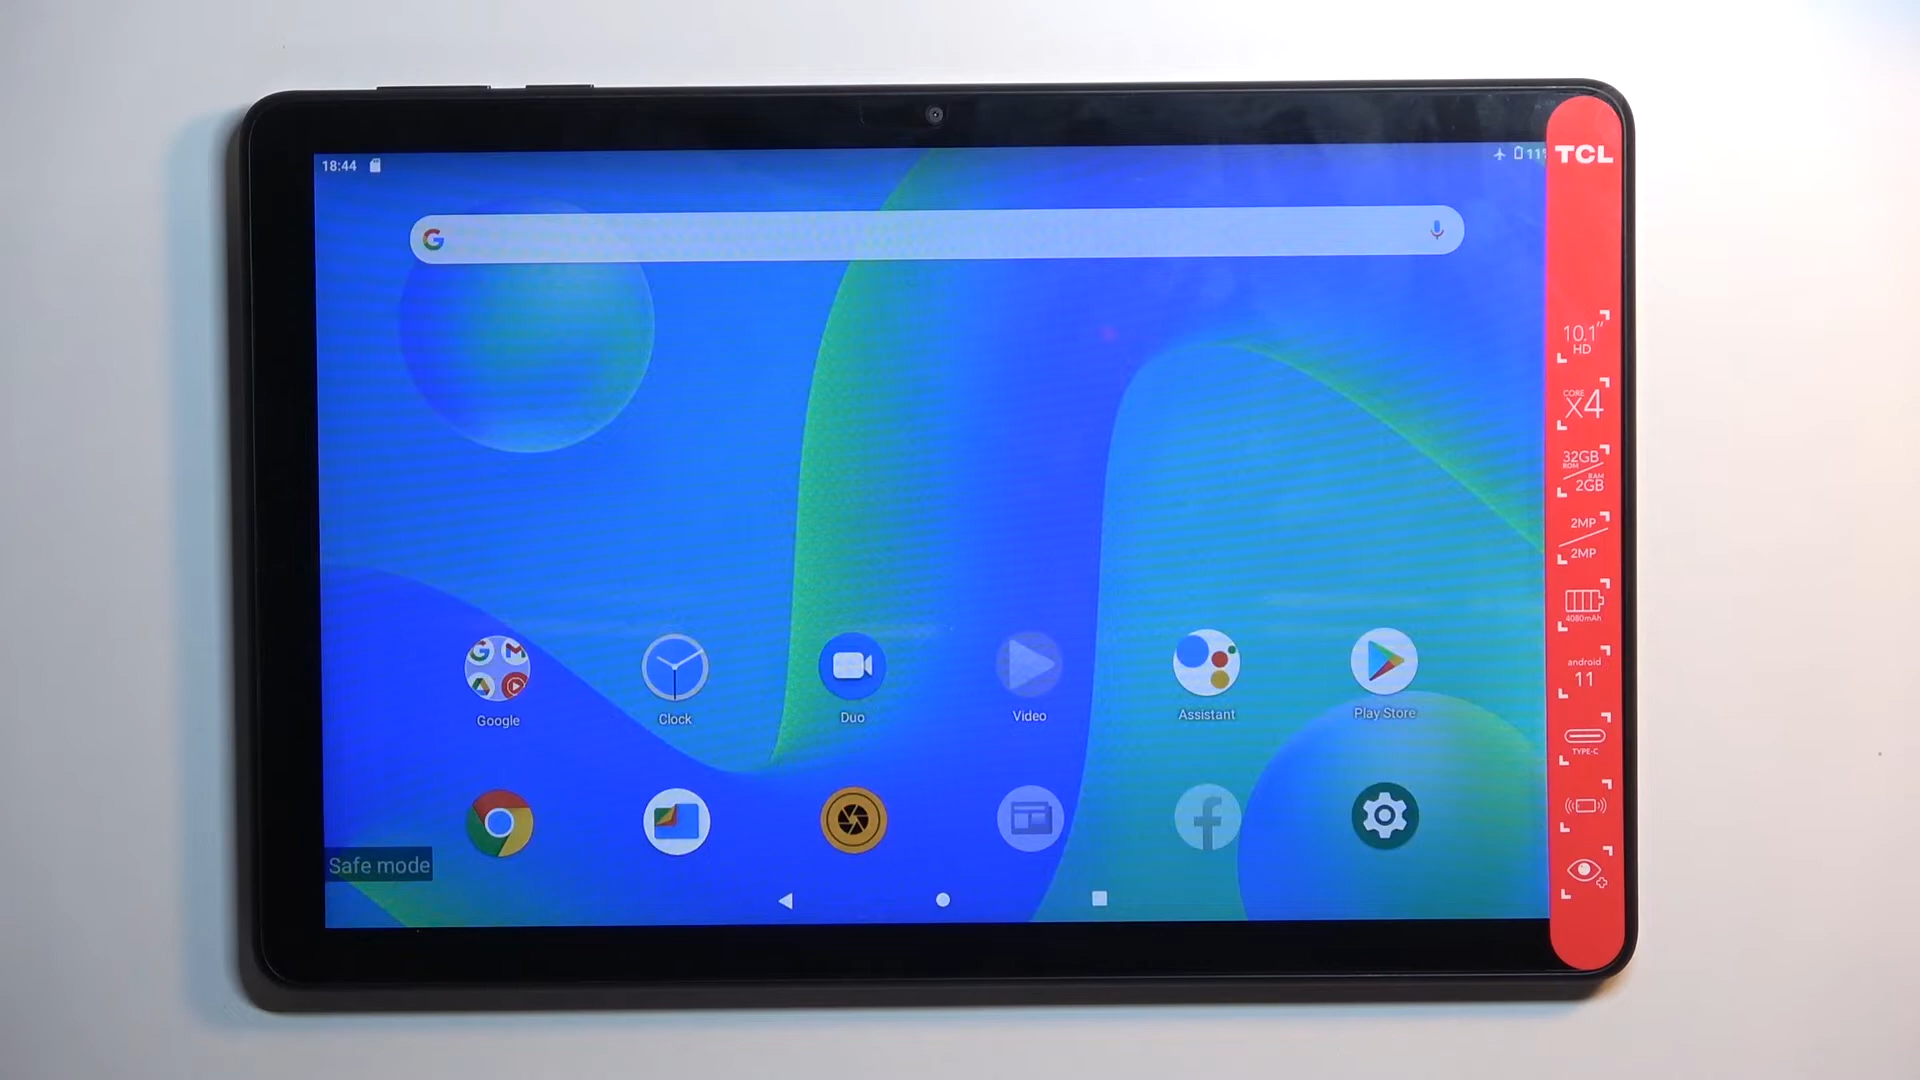 18:44
11%
TCL
10.1"
HD
CORE
x4
32GB
ROM
RAM
2GB
2MP
2MP
4080mAh
android
11
TYPE-C
Google
Clock
Duo
Video
Assistant
Play Store
Safe mode